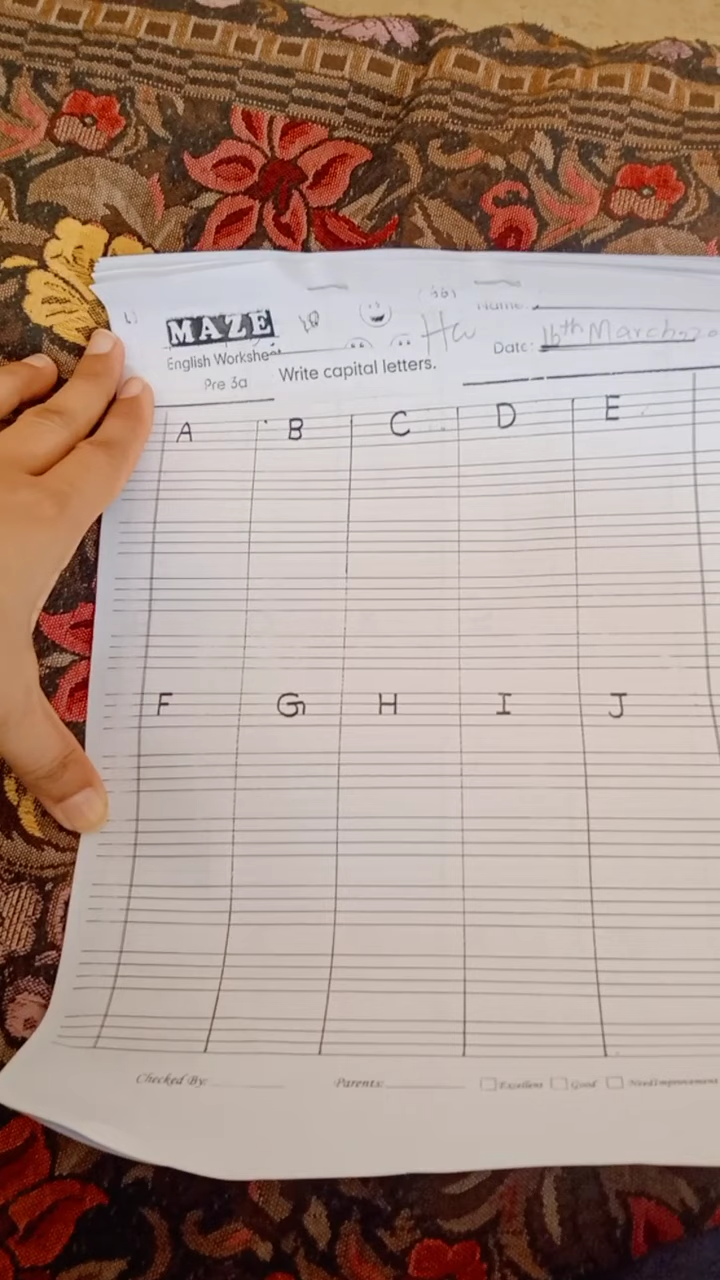 MAZE
English Worksheet
Pre 3a
Write capital letters.
Hw
Name:
Date: 16th March
A B C D E
F G H I J
Checked By:
Parents:
Excellent Good Need Improvement